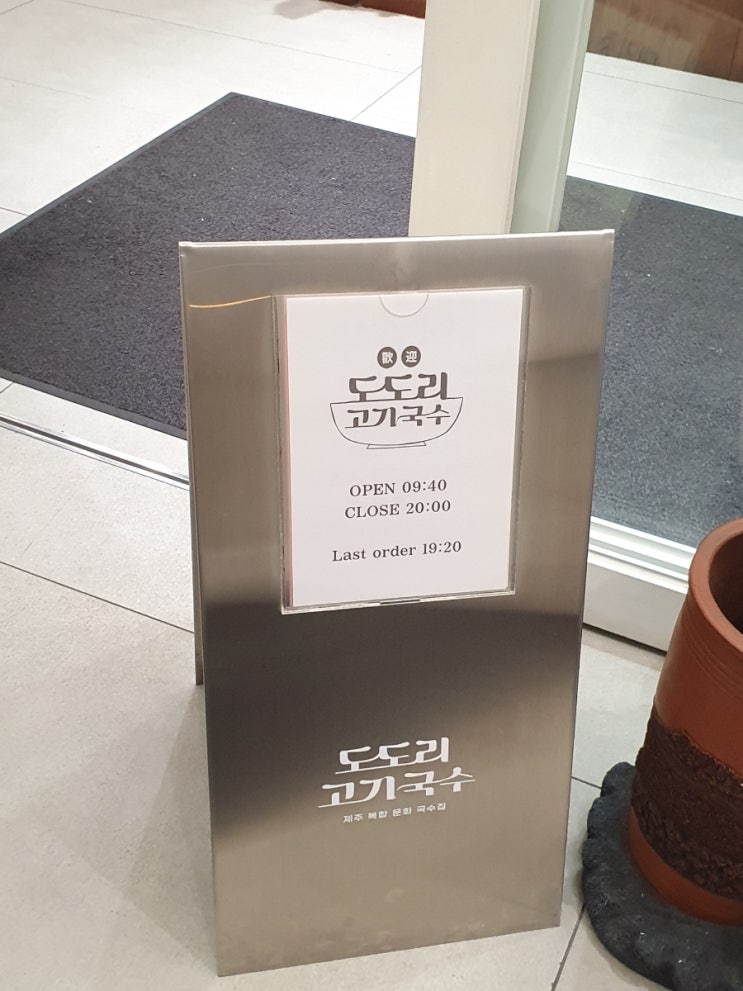 歡迎
도도리
고기국수
OPEN 09:40
CLOSE 20:00
Last order 19:20
도도리
고기국수
제주 복합 문화 국수집